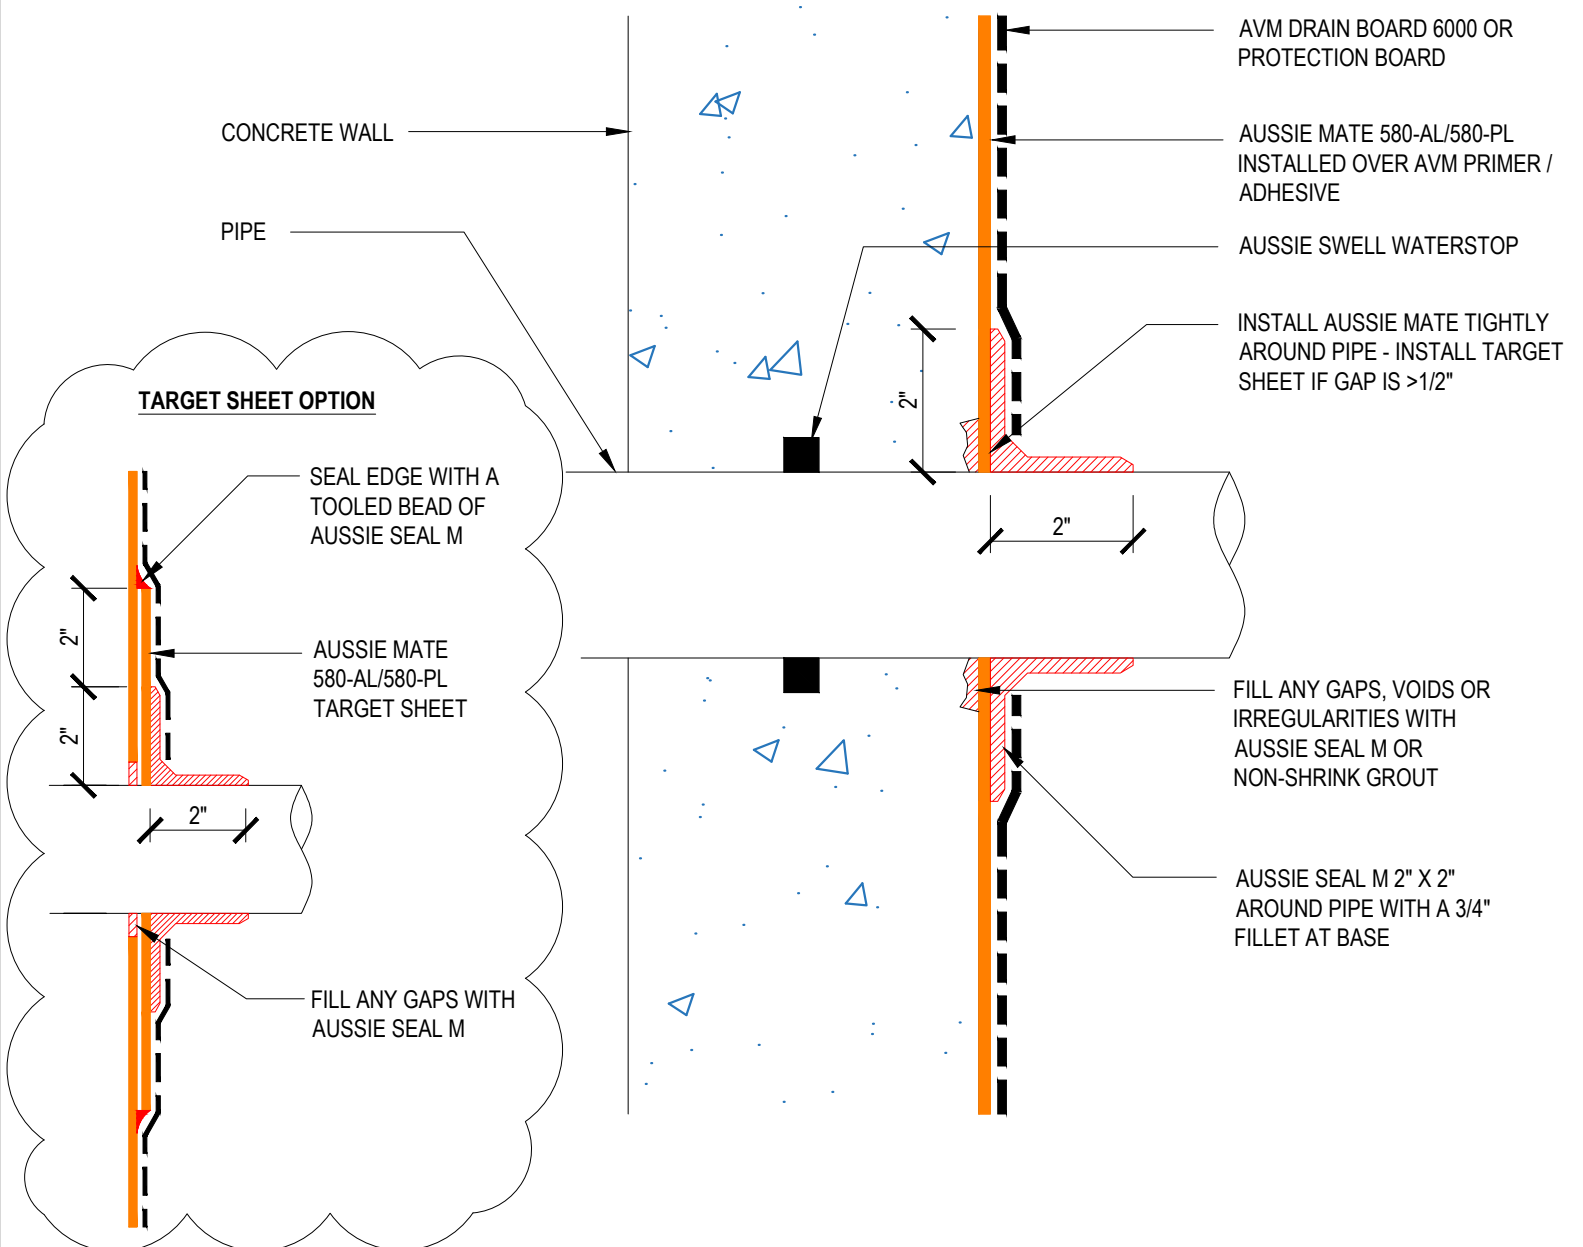 AVM DRAIN BOARD 6000 OR
PROTECTION BOARD
CONCRETE WALL
AUSSIE MATE 580-AL/580-PL
INSTALLED OVER AVM PRIMER /
ADHESIVE
PIPE
AUSSIE SWELL WATERSTOP
INSTALL AUSSIE MATE TIGHTLY
AROUND PIPE - INSTALL TARGET
SHEET IF GAP IS >1/2"
2"
2"
FILL ANY GAPS, VOIDS OR
IRREGULARITIES WITH
AUSSIE SEAL M OR
NON-SHRINK GROUT
AUSSIE SEAL M 2" X 2"
AROUND PIPE WITH A 3/4"
FILLET AT BASE
TARGET SHEET OPTION
SEAL EDGE WITH A
TOOLED BEAD OF
AUSSIE SEAL M
2"
AUSSIE MATE
580-AL/580-PL
TARGET SHEET
2"
2"
FILL ANY GAPS WITH
AUSSIE SEAL M